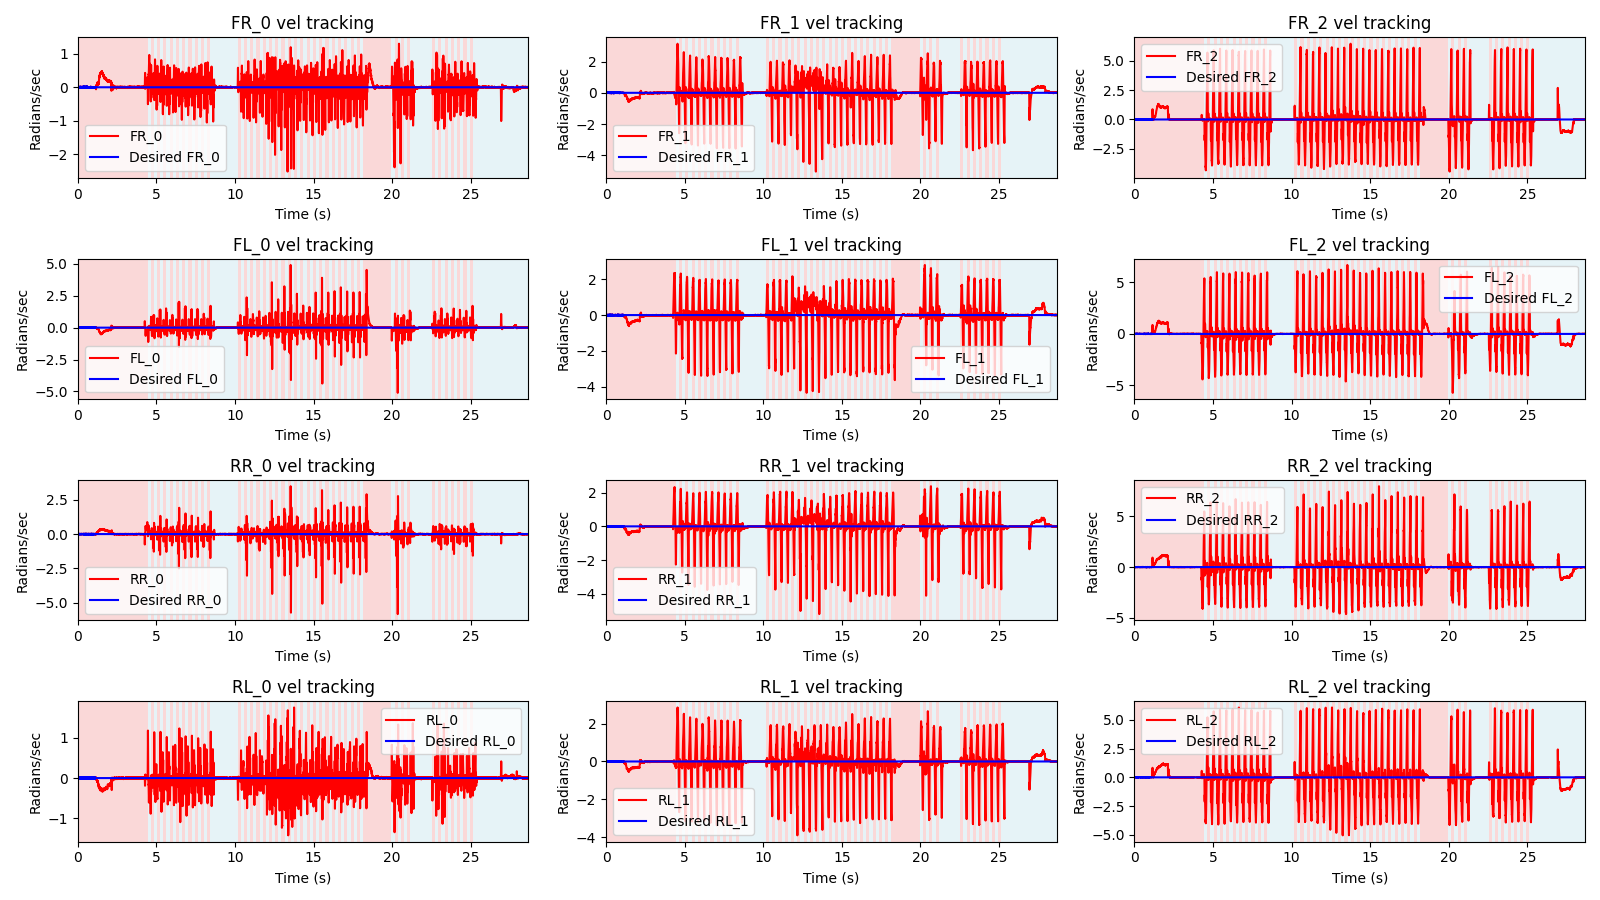 FR_0 vel tracking
Radians/sec
1
0
−1
−2
FR_0
Desired FR_0
0 5 10 15 20 25
Time (s)
FR_1 vel tracking
Radians/sec
2
0
−2
−4
FR_1
Desired FR_1
0 5 10 15 20 25
Time (s)
FR_2 vel tracking
Radians/sec
5.0
2.5
0.0
−2.5
FR_2
Desired FR_2
0 5 10 15 20 25
Time (s)
FL_0 vel tracking
Radians/sec
5.0
2.5
0.0
−2.5
−5.0
FL_0
Desired FL_0
0 5 10 15 20 25
Time (s)
FL_1 vel tracking
Radians/sec
2
0
−2
−4
FL_1
Desired FL_1
0 5 10 15 20 25
Time (s)
FL_2 vel tracking
Radians/sec
5
0
−5
FL_2
Desired FL_2
0 5 10 15 20 25
Time (s)
RR_0 vel tracking
Radians/sec
2.5
0.0
−2.5
−5.0
RR_0
Desired RR_0
0 5 10 15 20 25
Time (s)
RR_1 vel tracking
Radians/sec
2
0
−2
−4
RR_1
Desired RR_1
0 5 10 15 20 25
Time (s)
RR_2 vel tracking
Radians/sec
5
0
−5
RR_2
Desired RR_2
0 5 10 15 20 25
Time (s)
RL_0 vel tracking
Radians/sec
1
0
−1
RL_0
Desired RL_0
0 5 10 15 20 25
Time (s)
RL_1 vel tracking
Radians/sec
2
0
−2
−4
RL_1
Desired RL_1
0 5 10 15 20 25
Time (s)
RL_2 vel tracking
Radians/sec
5.0
2.5
0.0
−2.5
−5.0
RL_2
Desired RL_2
0 5 10 15 20 25
Time (s)